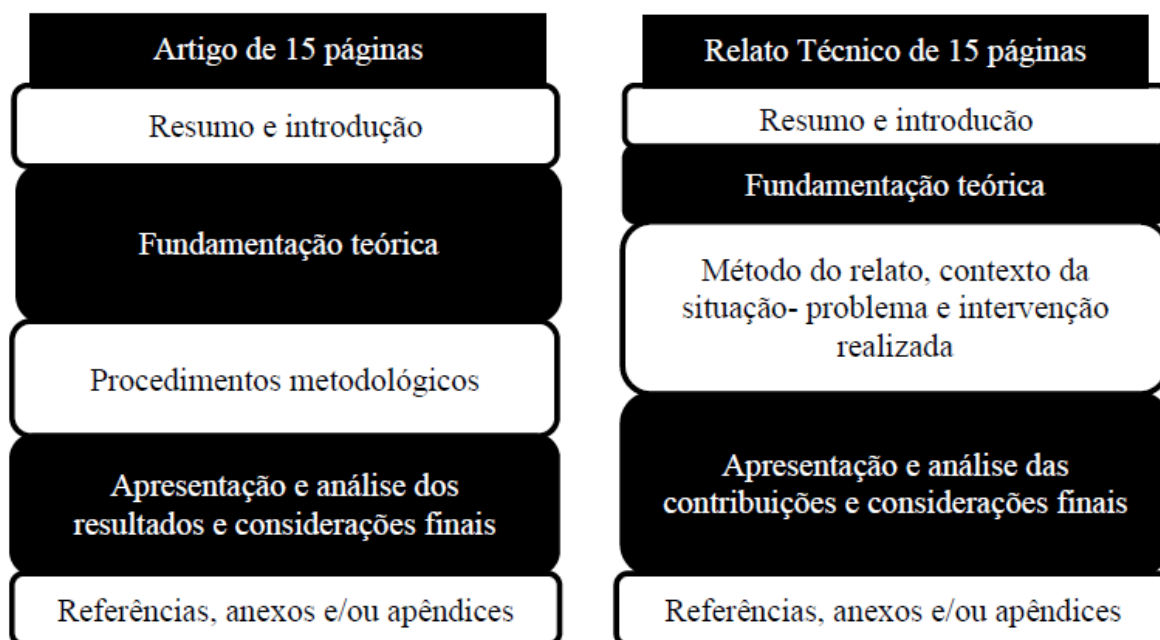 Artigo de 15 páginas
Resumo e introdução
Fundamentação teórica
Procedimentos metodológicos
Apresentação e análise dos
resultados e considerações finais
Referências, anexos e/ou apêndices
Relato Técnico de 15 páginas
Resumo e introducão
Fundamentação teórica
Método do relato, contexto da
situação- problema e intervenção
realizada
Apresentação e análise das
contribuições e considerações finais
Referências, anexos e/ou apêndices